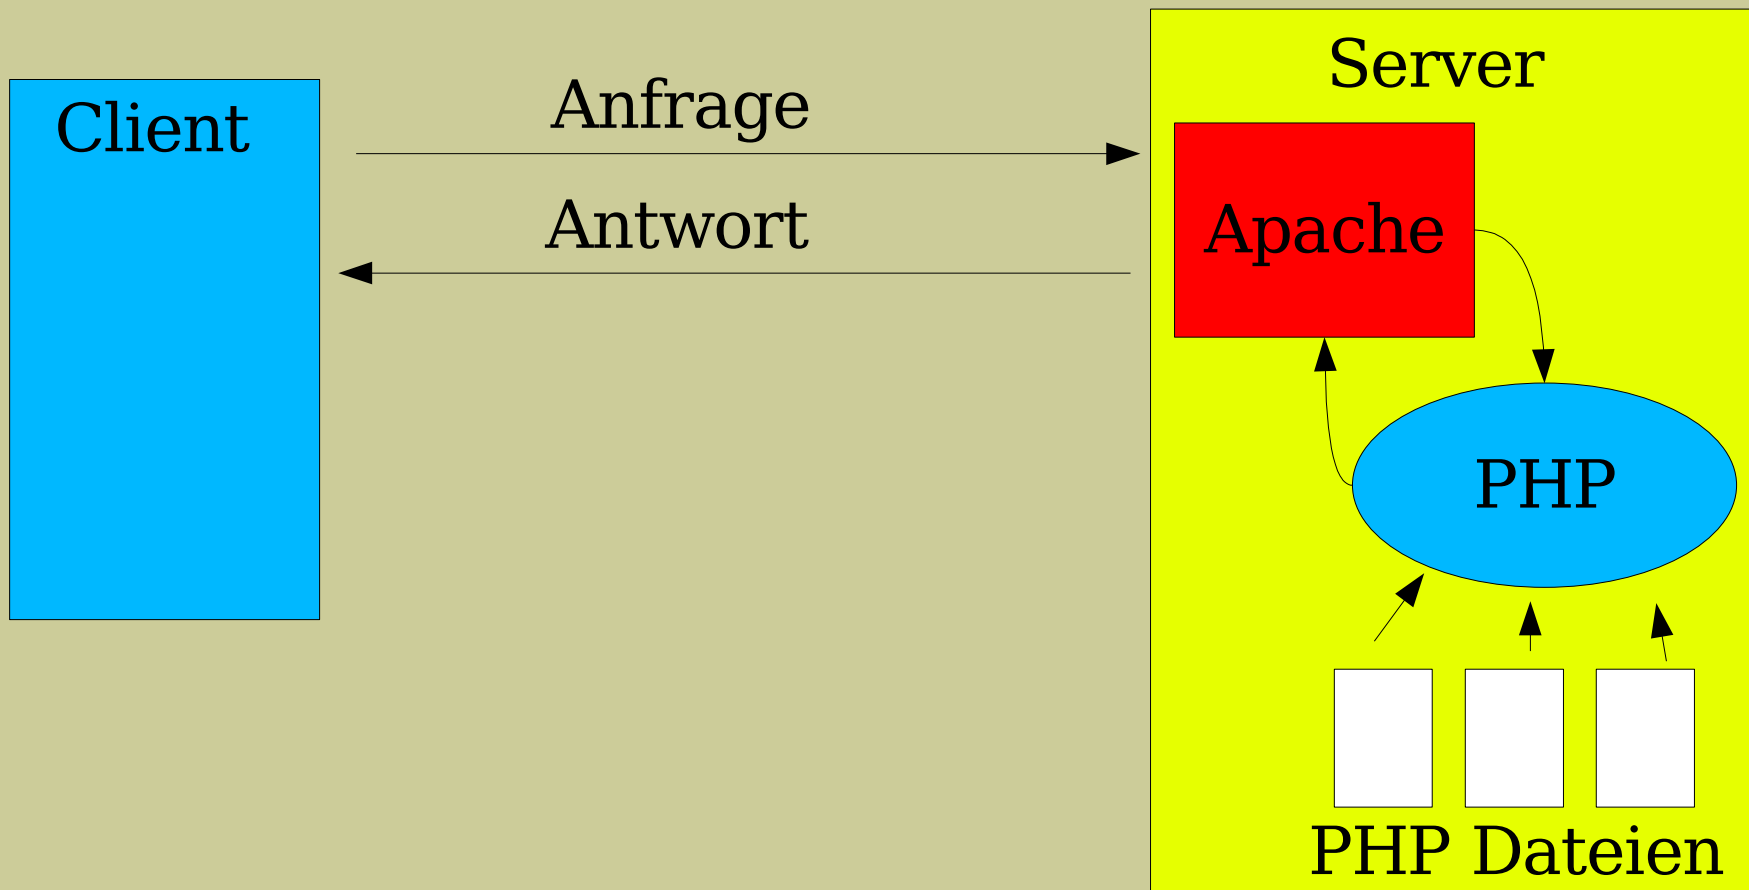 Server
Client
Anfrage
Antwort
Apache
PHP
PHP Dateien